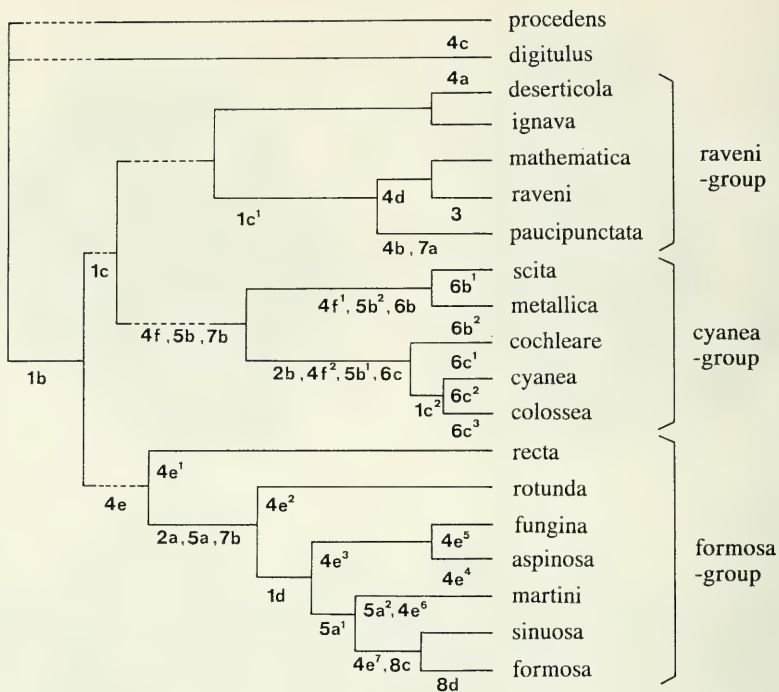 procedens
4c
digitulus
4a
deserticola
ignava
mathematica
4d
raveni
1c¹
3
4b, 7a
paucipunctata
raveni
-group
1c
scita
6b¹
4f¹, 5b², 6b
metallica
4f, 5b, 7b
6b²
cochleare
1b
2b, 4f², 5b¹, 6c
6c¹
cyanea
1c²
6c²
colossea
6c³
cyanea
-group
recta
4e¹
4e
rotunda
4e²
2a, 5a, 7b
fungina
4e⁵
4e³
aspinosa
1d
4e⁴
martini
5a², 4e⁶
5a¹
sinuosa
4e⁷, 8c
formosa
8d
formosa
-group